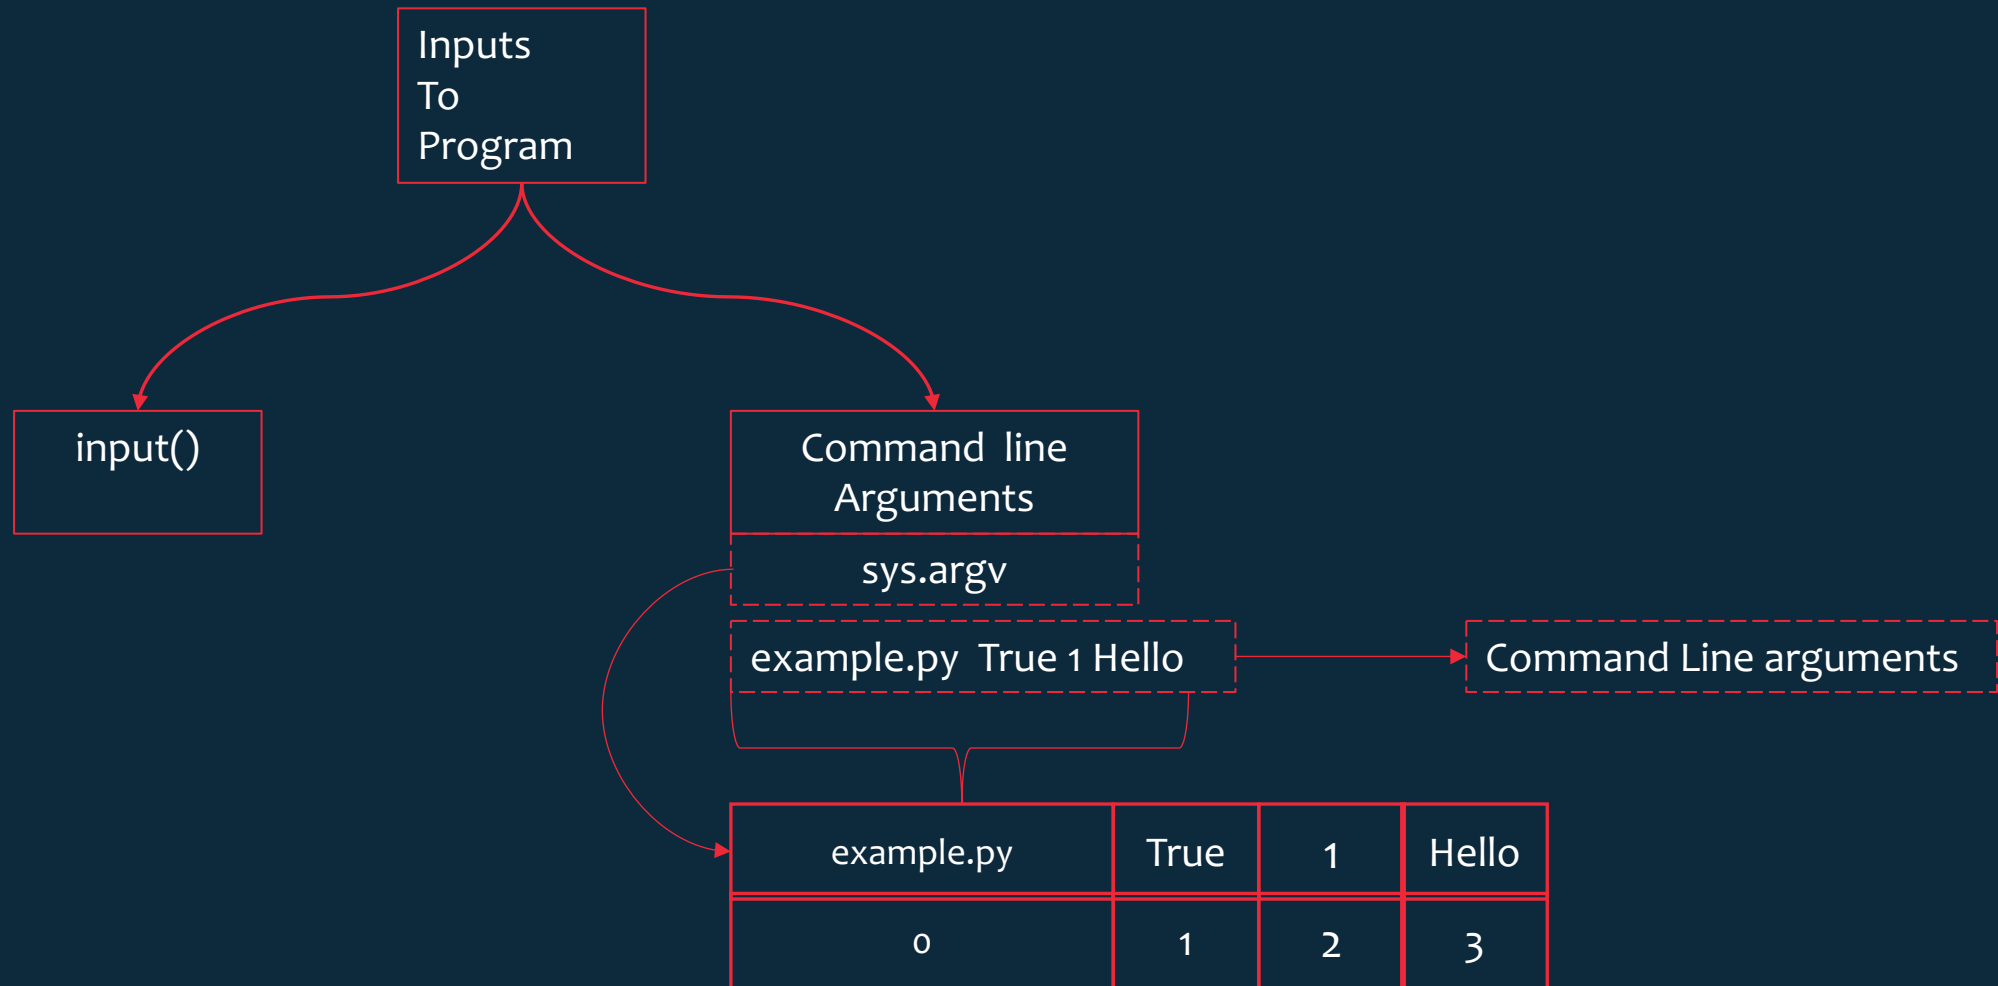 Inputs
To
Program
input()
Command line
Arguments
sys.argv
example.py True 1 Hello
Command Line arguments
example.py True 1 Hello
0 1 2 3